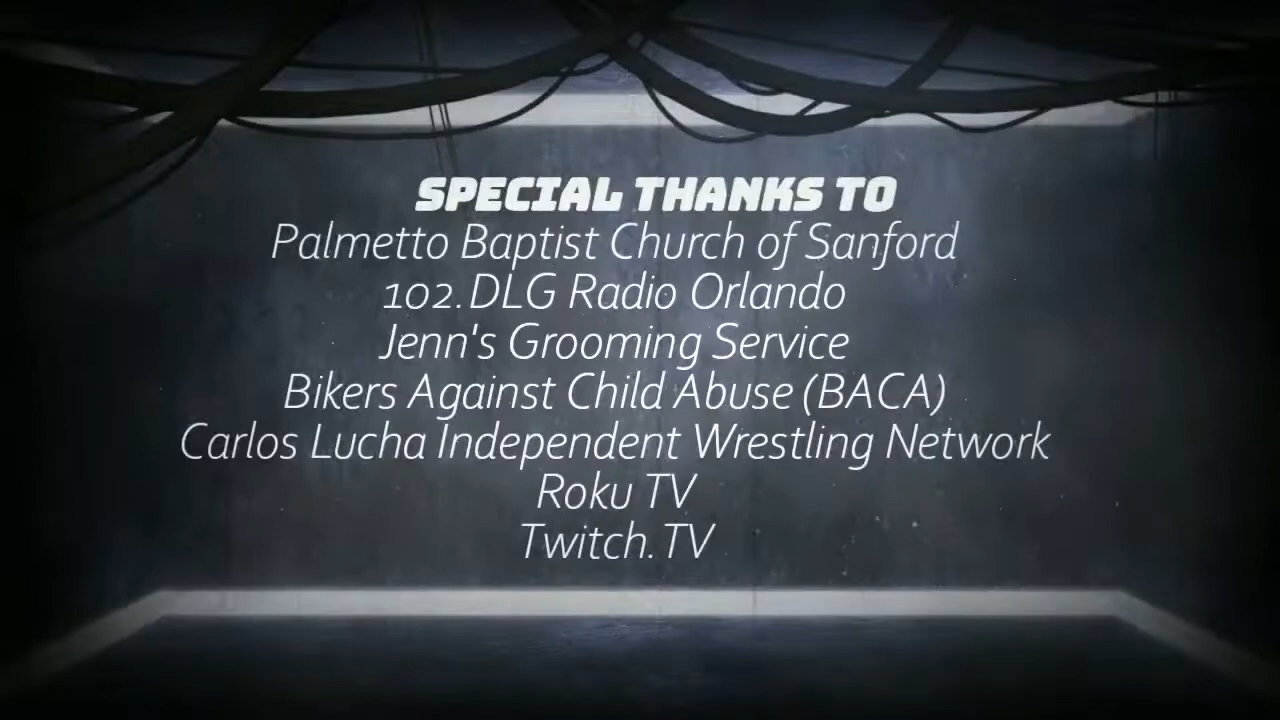 SPECIAL THANKS TO
Palmetto Baptist Church of Sanford
102.DLG Radio Orlando
Jenn's Grooming Service
Bikers Against Child Abuse (BACA)
Carlos Lucha Independent Wrestling Network
Roku TV
Twitch.TV